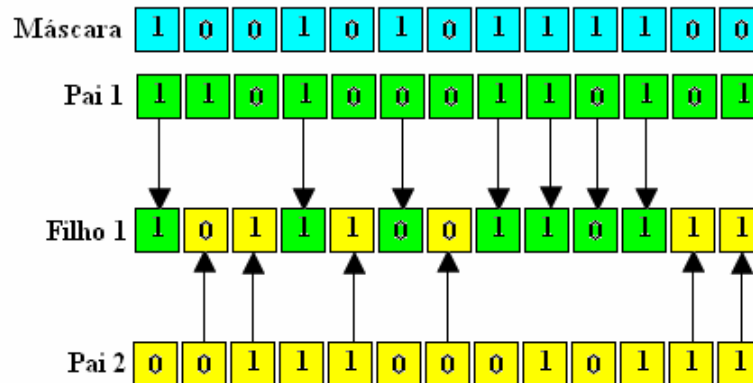 Máscara 1 0 0 1 0 1 0 1 1 1 1 0 0
Pai 1 1 1 0 1 0 0 0 1 1 0 1 0 1
Filho 1 1 0 1 1 1 0 0 1 1 0 1 1 1
Pai 2 0 0 1 1 1 0 0 0 1 0 1 1 1